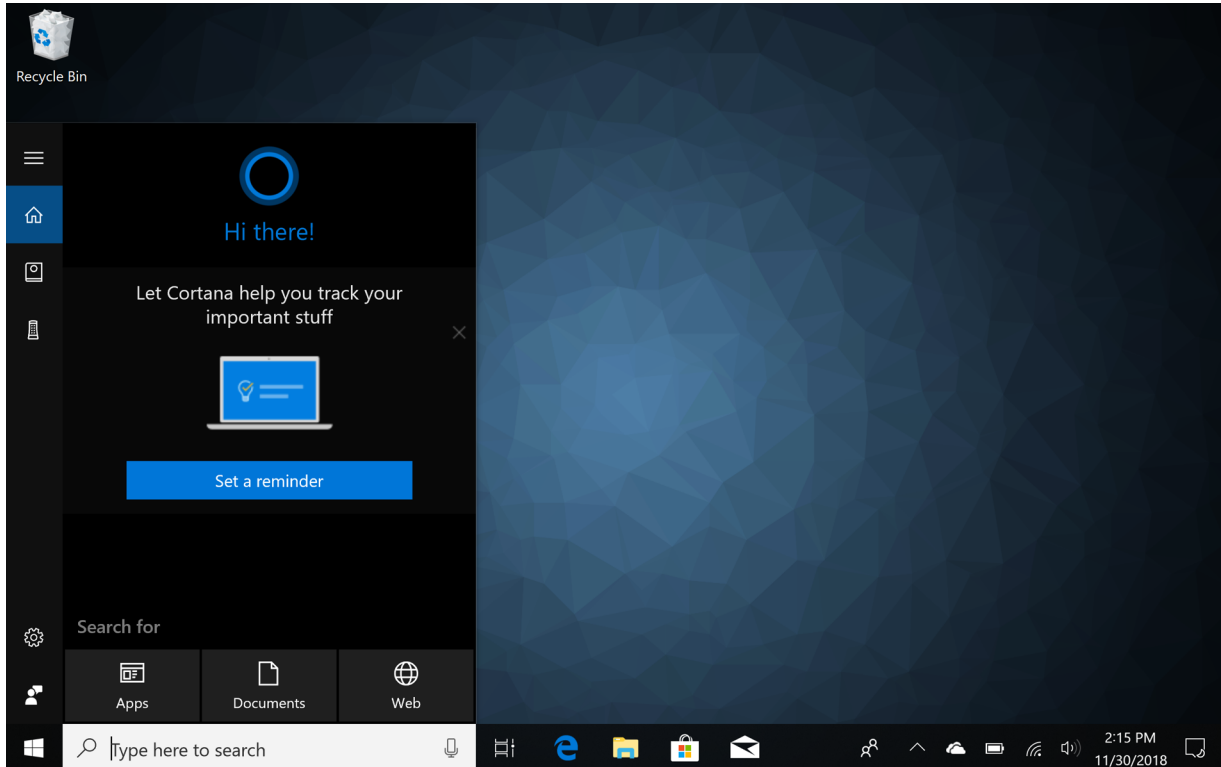 Recycle Bin
Hi there!
Let Cortana help you track your
important stuff
Set a reminder
Search for
Apps
Documents
Web
Type here to search
2:15 PM
11/30/2018